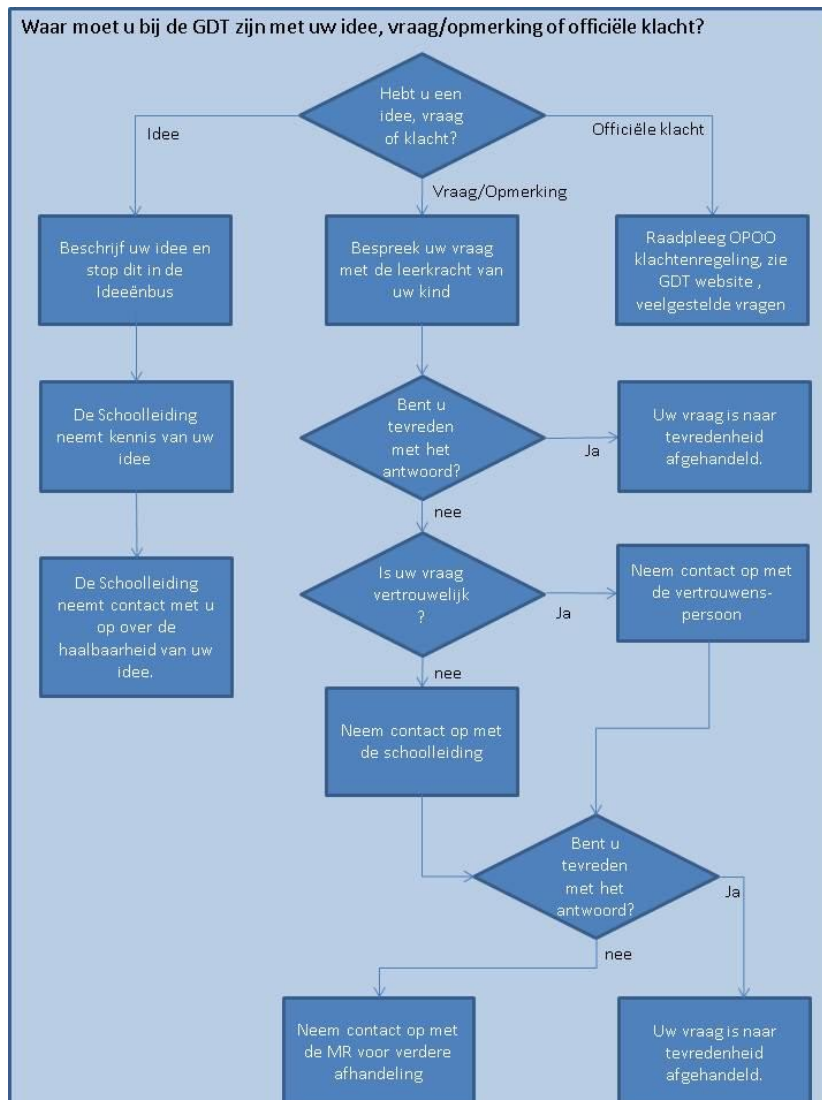 Waar moet u bij de GDT zijn met uw idee, vraag/opmerking of officiële klacht?
Hebt u een
idee, vraag
of klacht?
Idee
Officiële klacht
Vraag/Opmerking
Beschrijf uw idee en
stop dit in de
Ideeënbus
Bespreek uw vraag
met de leerkracht van
uw kind
Raadpleeg OPOO
klachtenregeling, zie
GDT website ,
veelgestelde vragen
De Schoolleiding
neemt kennis van uw
idee
Bent u
tevreden
met het
antwoord?
Ja
Uw vraag is naar
tevredenheid
afgehandeld.
nee
De Schoolleiding
neemt contact met u
op over de
haalbaarheid van uw
idee.
Is uw vraag
vertrouwelijk
?
Ja
Neem contact op met
de vertrouwens-
persoon
nee
Neem contact op met
de schoolleiding
Bent u
tevreden
met het
antwoord?
Ja
nee
Neem contact op met
de MR voor verdere
afhandeling
Uw vraag is naar
tevredenheid
afgehandeld.